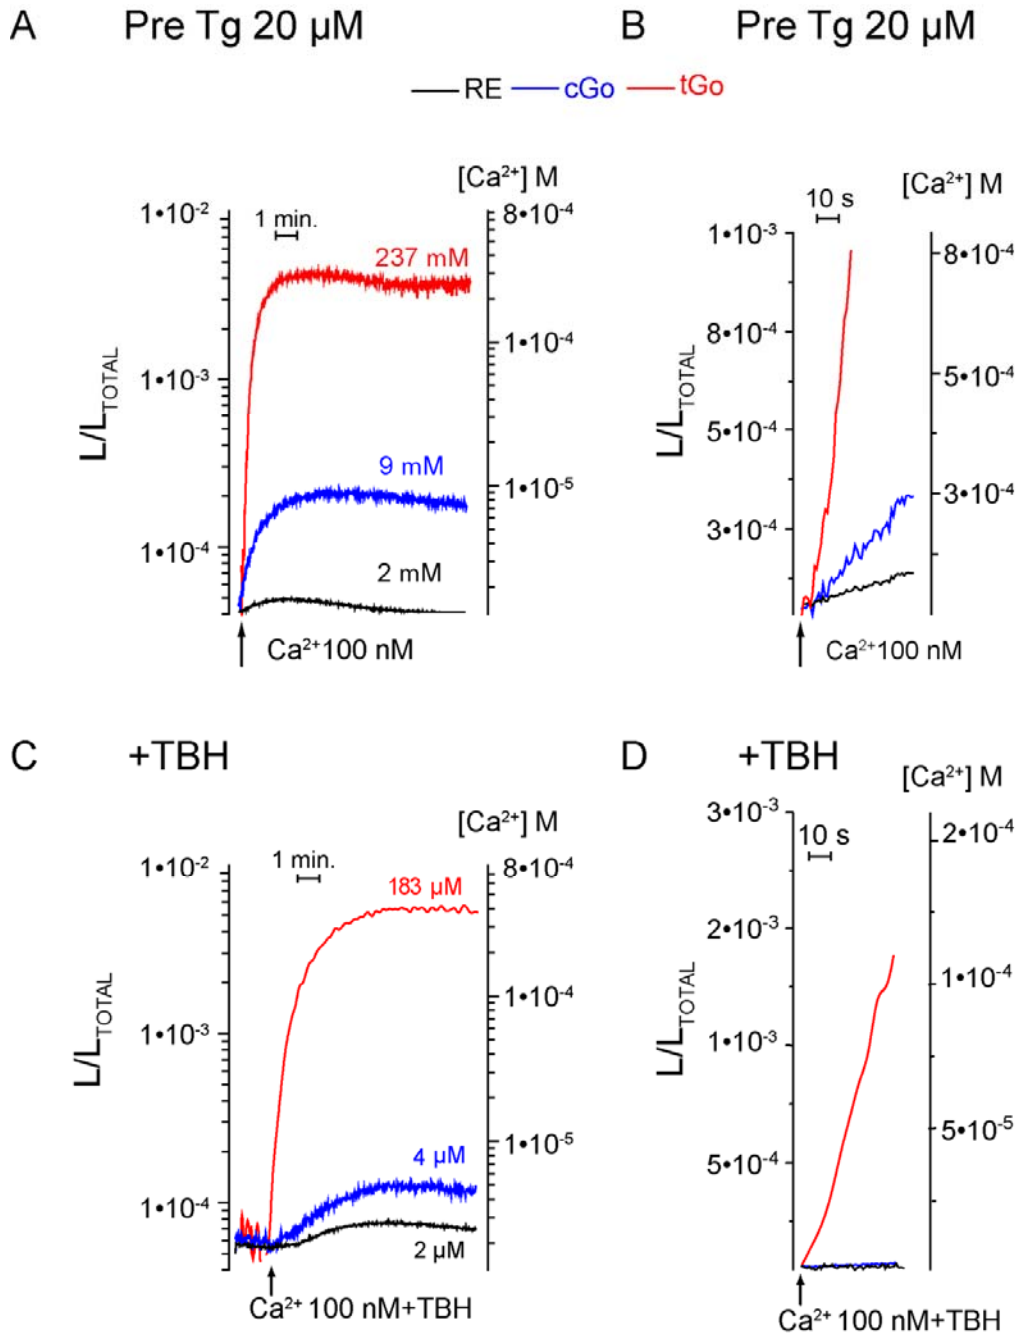 A Pre Tg 20 µM
B Pre Tg 20 µM
RE cGo tGo
[Ca²⁺] M
1•10⁻²
1 min.
8•10⁻⁴
237 mM
1•10⁻⁴
1•10⁻³
L/L_TOTAL
9 mM
1•10⁻⁵
1•10⁻⁴
2 mM
Ca²⁺100 nM
[Ca²⁺] M
10 s
1•10⁻³
8•10⁻⁴
8•10⁻⁴
5•10⁻⁴
5•10⁻⁴
L/L_TOTAL
3•10⁻⁴
3•10⁻⁴
Ca²⁺100 nM
C +TBH
[Ca²⁺] M
1•10⁻²
1 min.
8•10⁻⁴
183 µM
1•10⁻⁴
1•10⁻³
L/L_TOTAL
1•10⁻⁵
4 µM
1•10⁻⁴
2 µM
Ca²⁺ 100 nM+TBH
D +TBH
[Ca²⁺] M
3•10⁻³
10 s
2•10⁻⁴
2•10⁻³
1•10⁻⁴
1•10⁻³
L/L_TOTAL
5•10⁻⁵
5•10⁻⁴
Ca²⁺ 100 nM+TBH